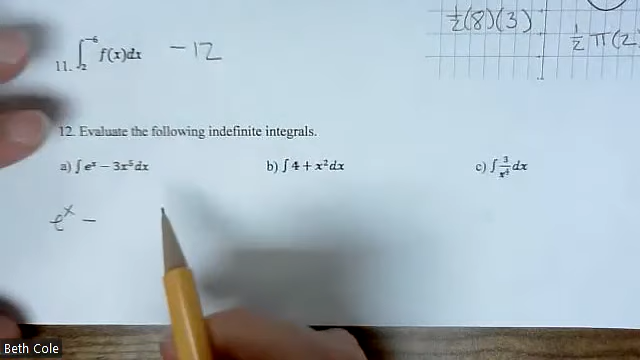 ½(8)(3)
½ π(2
11. ∫₂⁻⁶ f(x)dx -12
12. Evaluate the following indefinite integrals.
a) ∫ eˣ − 3x⁵ dx b) ∫ 4 + x² dx c) ∫ 3/x⁴ dx
eˣ −
Beth Cole